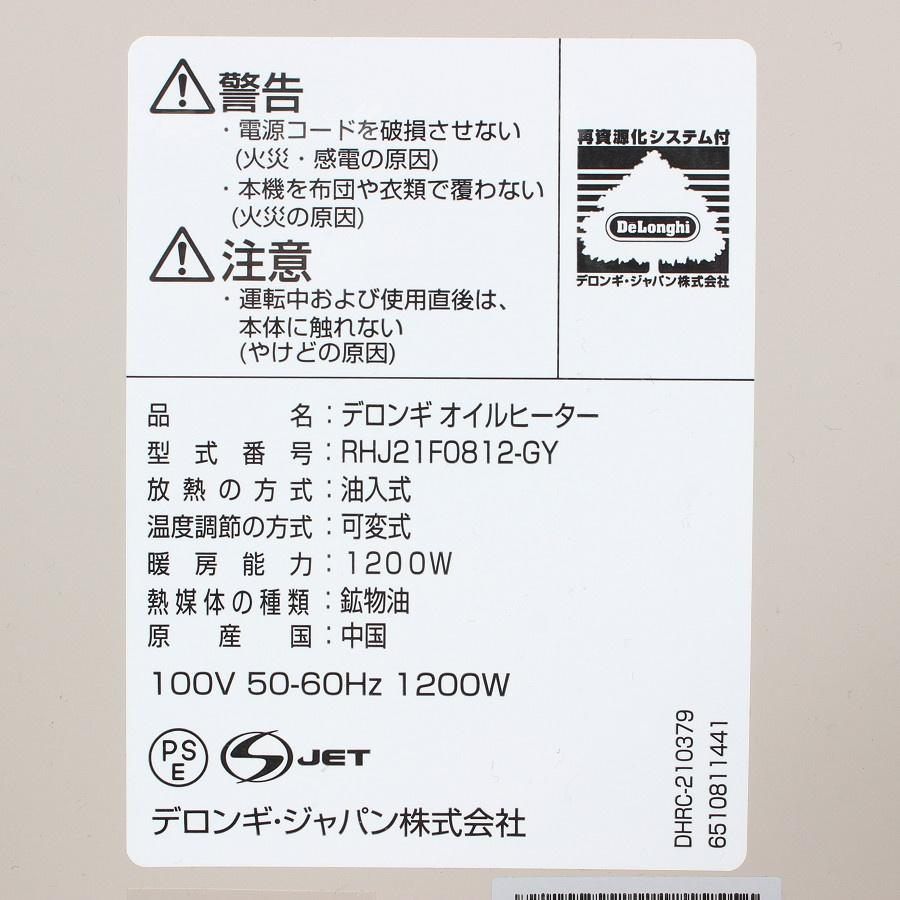 警告
・電源コードを破損させない
(火災・感電の原因)
・本機を布団や衣類で覆わない
(火災の原因)
注意
・運転中および使用直後は、
本体に触れない
(やけどの原因)
再資源化システム付
DeLonghi
デロンギ・ジャパン株式会社
品名：デロンギ オイルヒーター
型式番号：RHJ21F0812-GY
放熱の方式：油入式
温度調節の方式：可変式
暖房能力：1200W
熱媒体の種類：鉱物油
原産国：中国
100V 50-60Hz 1200W
PS
E
S JET
デロンギ・ジャパン株式会社
DHRC-210379
6510811441